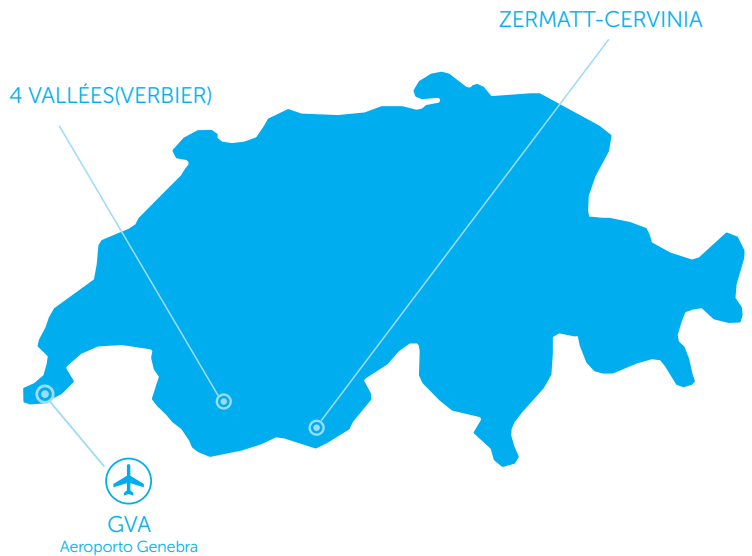 ZERMATT-CERVINIA
4 VALLÉES(VERBIER)
GVA
Aeroporto Genebra